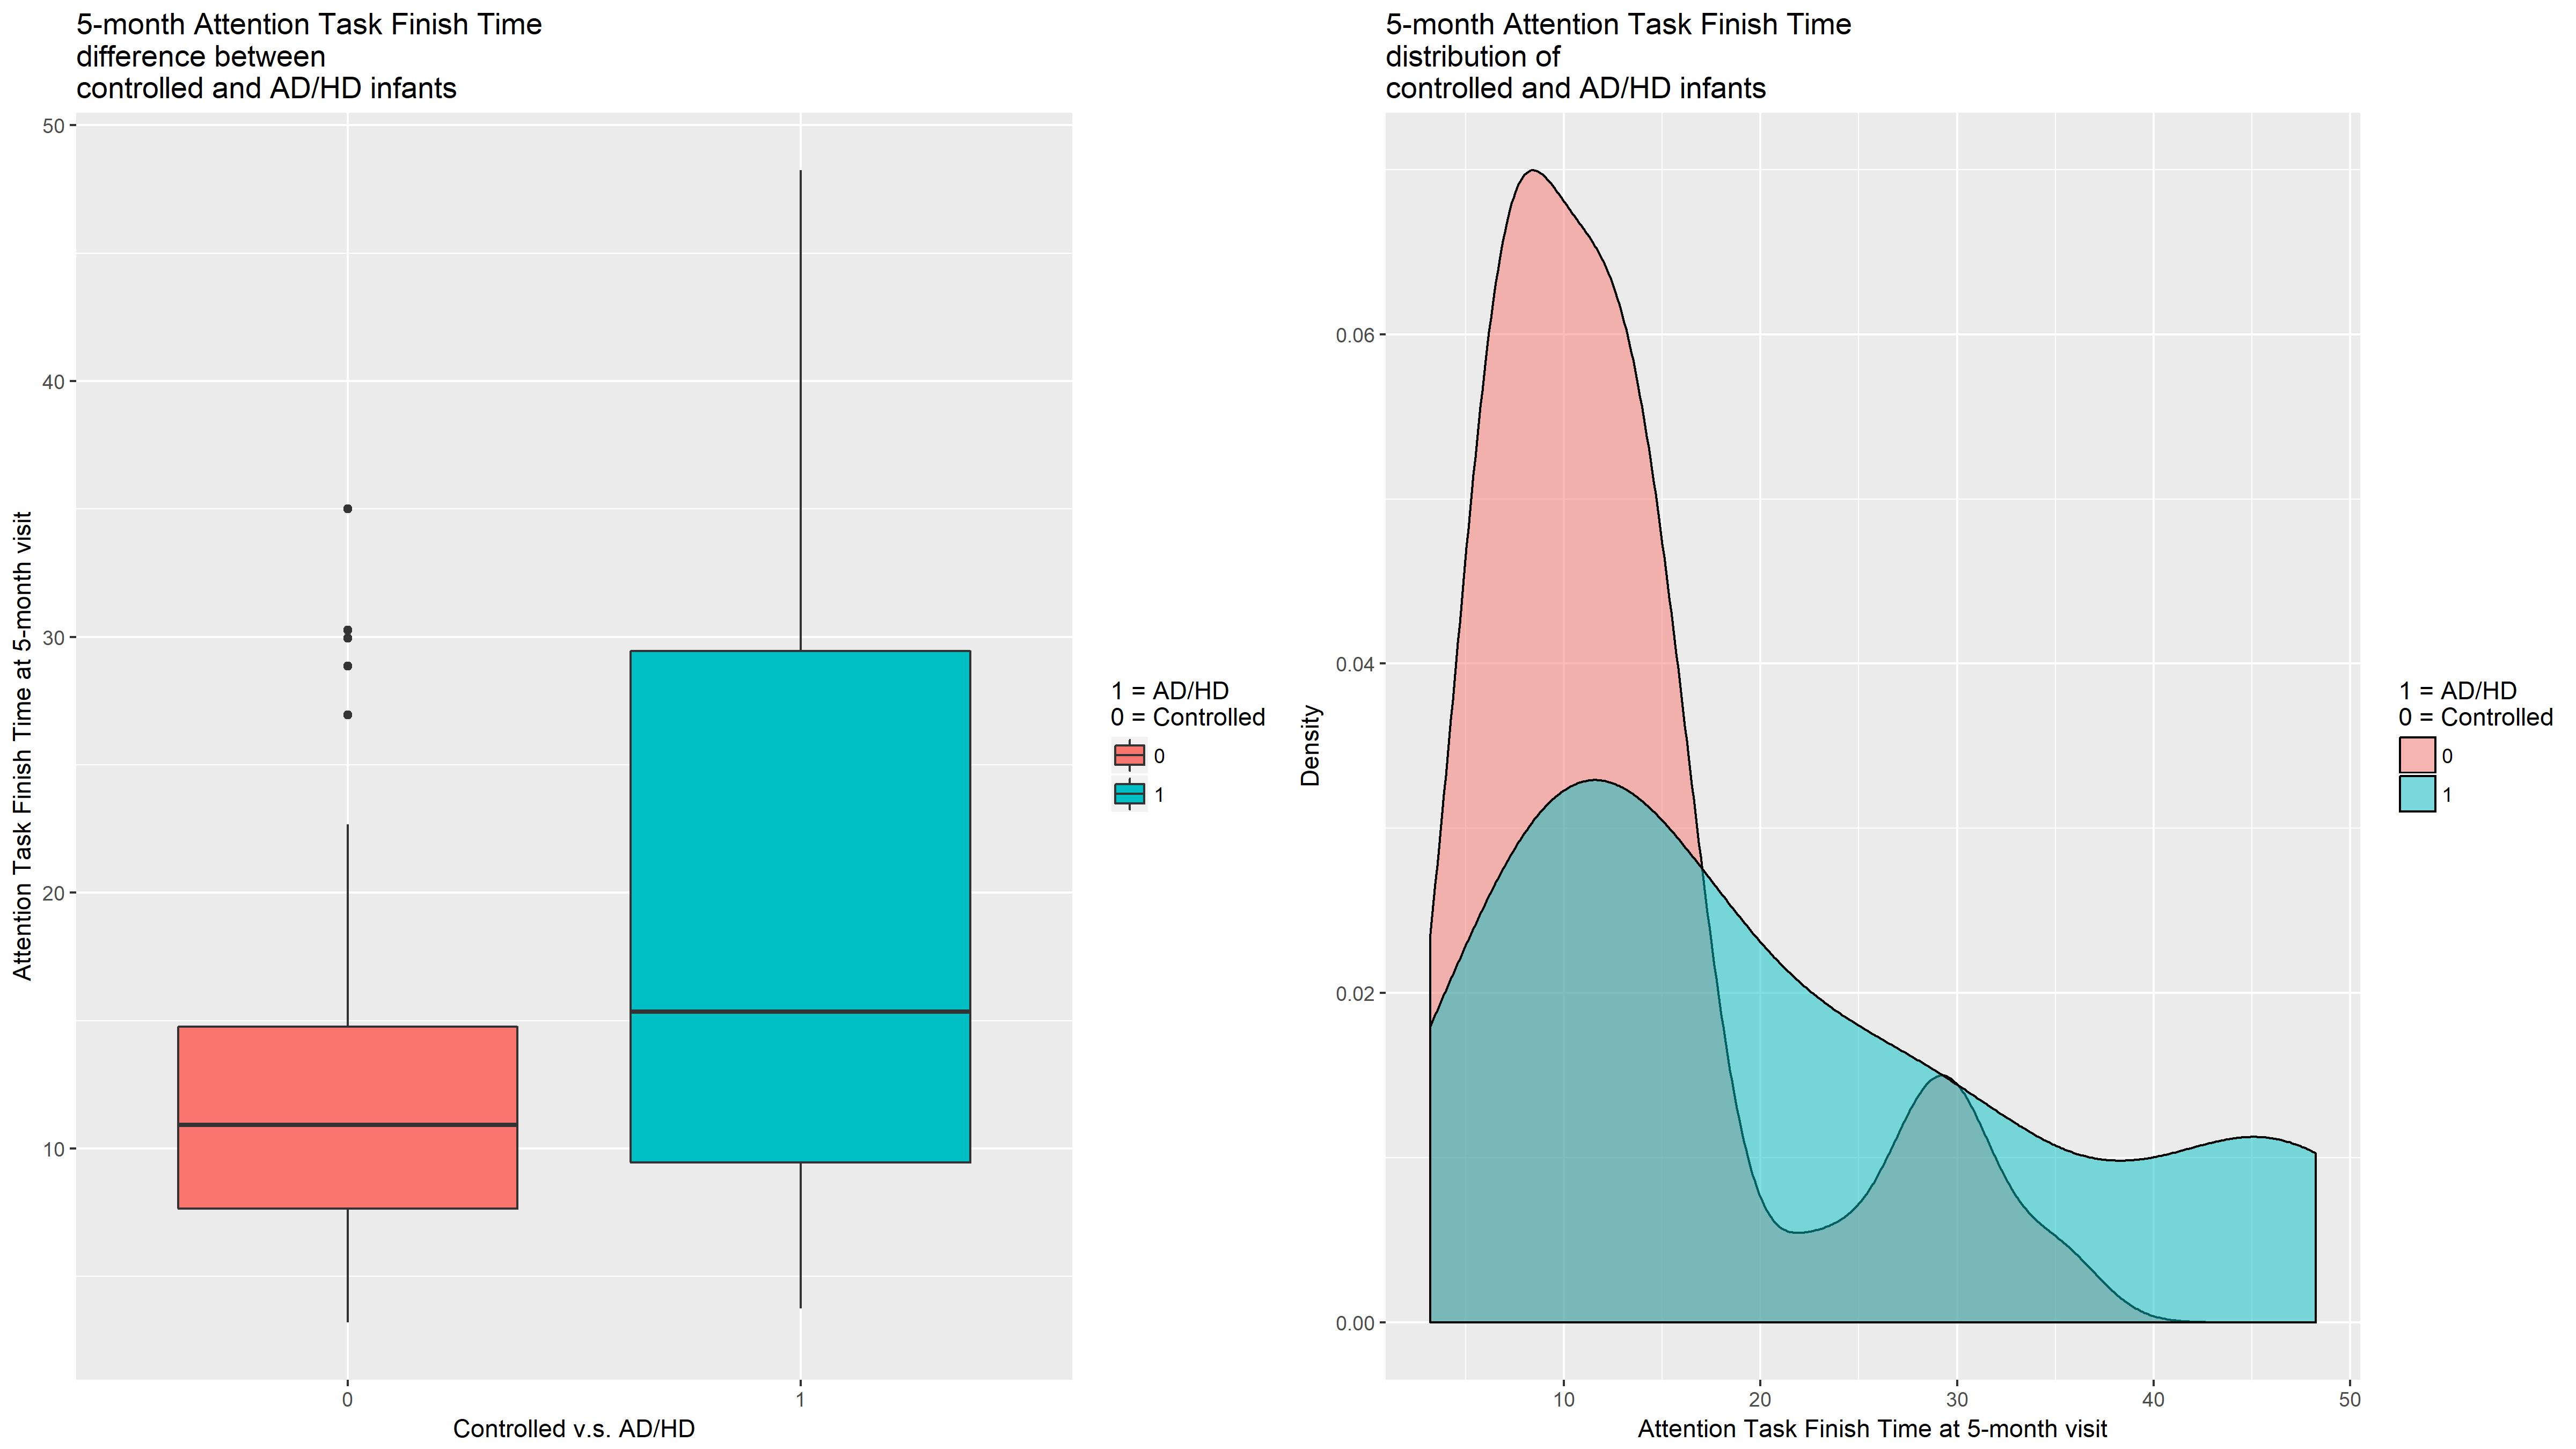 5-month Attention Task Finish Time
difference between
controlled and AD/HD infants
50
40
30
20
10
Attention Task Finish Time at 5-month visit
0
1
Controlled v.s. AD/HD
1 = AD/HD
0 = Controlled
0
1
5-month Attention Task Finish Time
distribution of
controlled and AD/HD infants
0.06
0.04
0.02
0.00
Density
10
20
30
40
50
Attention Task Finish Time at 5-month visit
1 = AD/HD
0 = Controlled
0
1